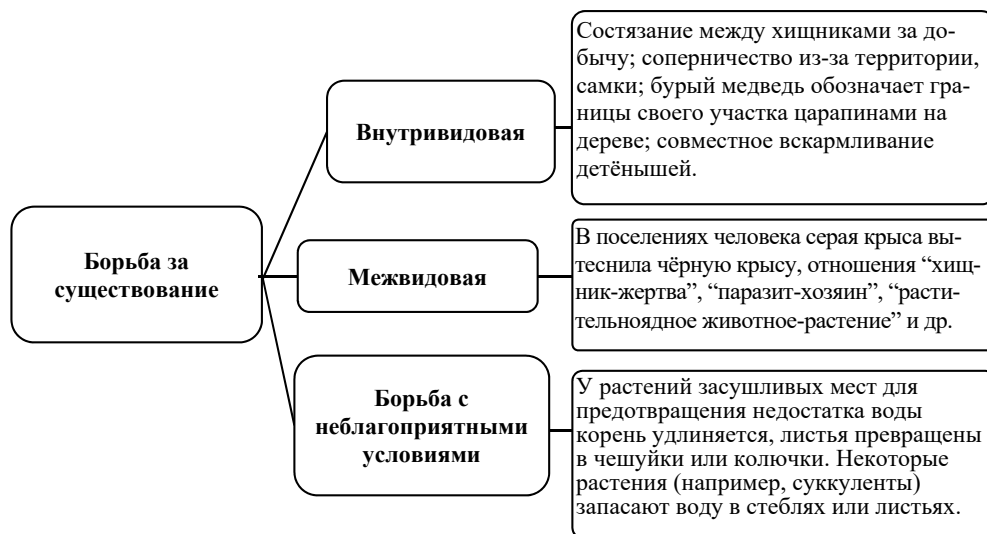 Состязание между хищниками за до-
бычу; соперничество из-за территории,
самки; бурый медведь обозначает гра-
ницы своего участка царапинами на
дереве; совместное вскармливание
детёнышей.
Внутривидовая
Борьба за
существование
Межвидовая
В поселениях человека серая крыса вы-
теснила чёрную крысу, отношения “хищ-
ник-жертва”, “паразит-хозяин”, “расти-
тельноядное животное-растение” и др.
Борьба с
неблагоприятными
условиями
У растений засушливых мест для
предотвращения недостатка воды
корень удлиняется, листья превращены
в чешуйки или колючки. Некоторые
растения (например, суккуленты)
запасают воду в стеблях или листьях.